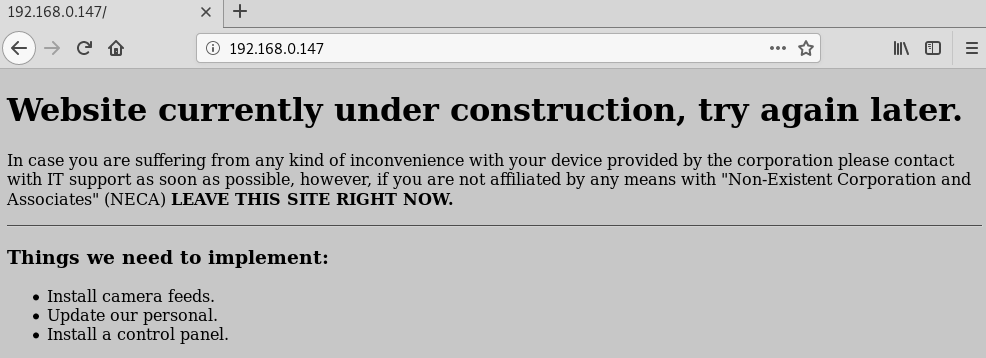 192.168.0.147/
192.168.0.147
Website currently under construction, try again later.
In case you are suffering from any kind of inconvenience with your device provided by the corporation please contact
with IT support as soon as possible, however, if you are not affiliated by any means with "Non-Existent Corporation and
Associates" (NECA) LEAVE THIS SITE RIGHT NOW.
Things we need to implement:
• Install camera feeds.
• Update our personal.
• Install a control panel.